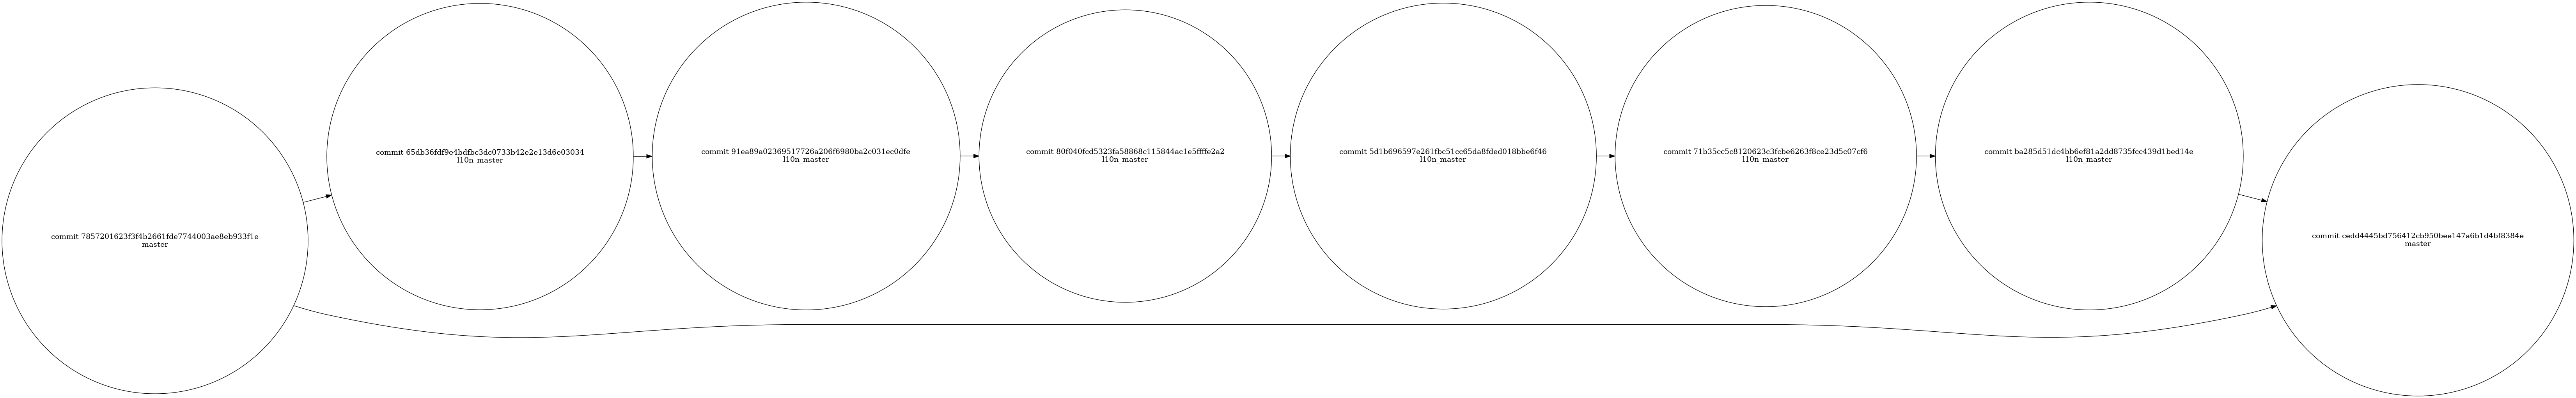 commit 7857201623f3f4b2661fde7744003ae8eb933f1e
master
commit 65db36fdf9e4bdfbc3dc0733b42e2e13d6e03034
l10n_master
commit 91ea89a02369517726a206f6980ba2c031ec0dfe
l10n_master
commit 80f040fcd5323fa58868c115844ac1e5ffffe2a2
l10n_master
commit 5d1b696597e261fbc51cc65da8fded018bbe6f46
l10n_master
commit 71b35cc5c8120623c3fcbe6263f8ce23d5c07cf6
l10n_master
commit ba285d51dc4bb6ef81a2dd8735fcc439d1bed14e
l10n_master
commit cedd4445bd756412cb950bee147a6b1d4bf8384e
master